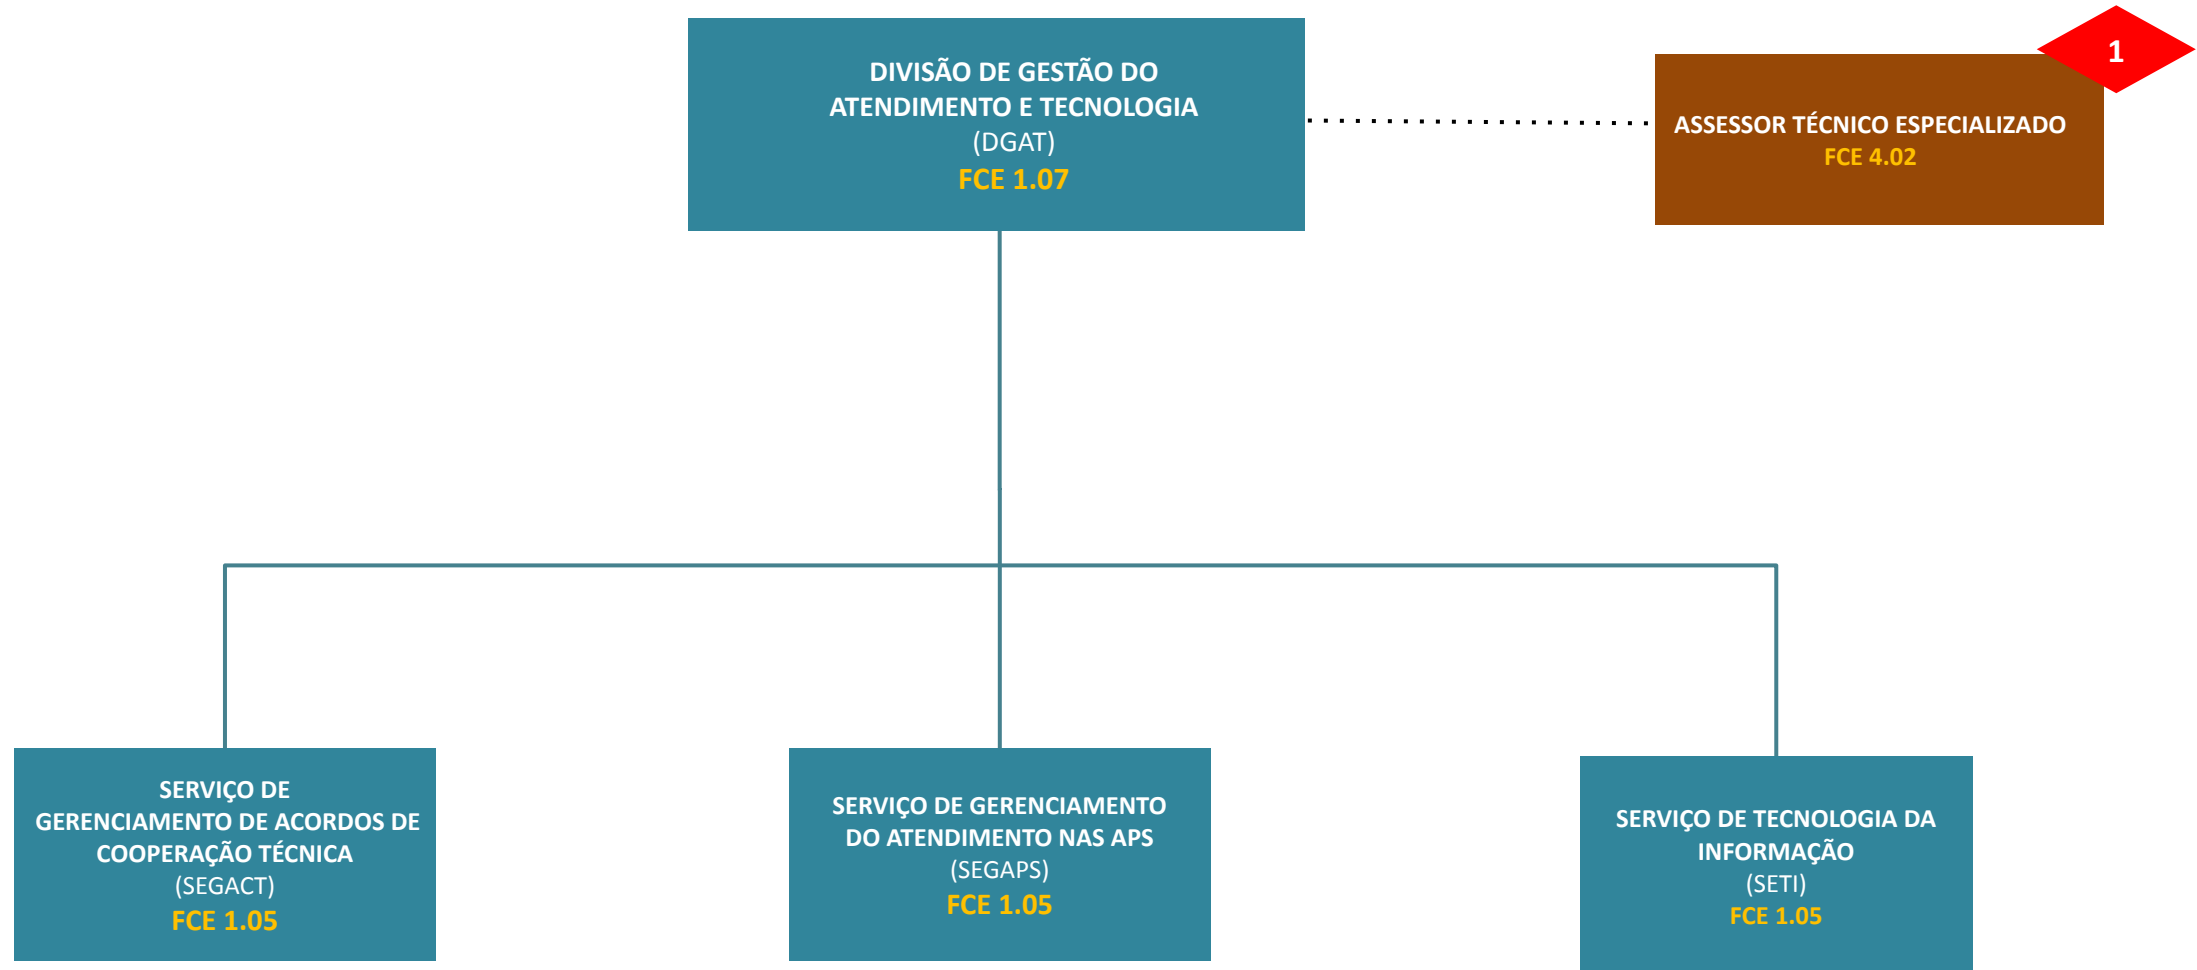 DIVISÃO DE GESTÃO DO
ATENDIMENTO E TECNOLOGIA
(DGAT)
FCE 1.07
1
ASSESSOR TÉCNICO ESPECIALIZADO
FCE 4.02
SERVIÇO DE
GERENCIAMENTO DE ACORDOS DE
COOPERAÇÃO TÉCNICA
(SEGACT)
FCE 1.05
SERVIÇO DE GERENCIAMENTO
DO ATENDIMENTO NAS APS
(SEGAPS)
FCE 1.05
SERVIÇO DE TECNOLOGIA DA
INFORMAÇÃO
(SETI)
FCE 1.05